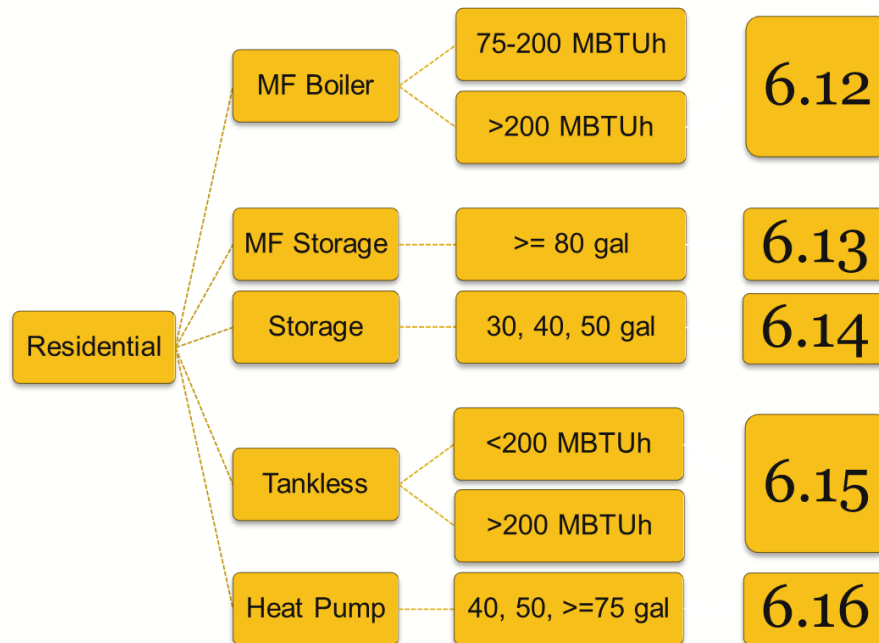 75-200 MBTUh
MF Boiler
6.12
>200 MBTUh
MF Storage
>= 80 gal
6.13
Storage
30, 40, 50 gal
6.14
Residential
<200 MBTUh
Tankless
6.15
>200 MBTUh
Heat Pump
40, 50, >=75 gal
6.16